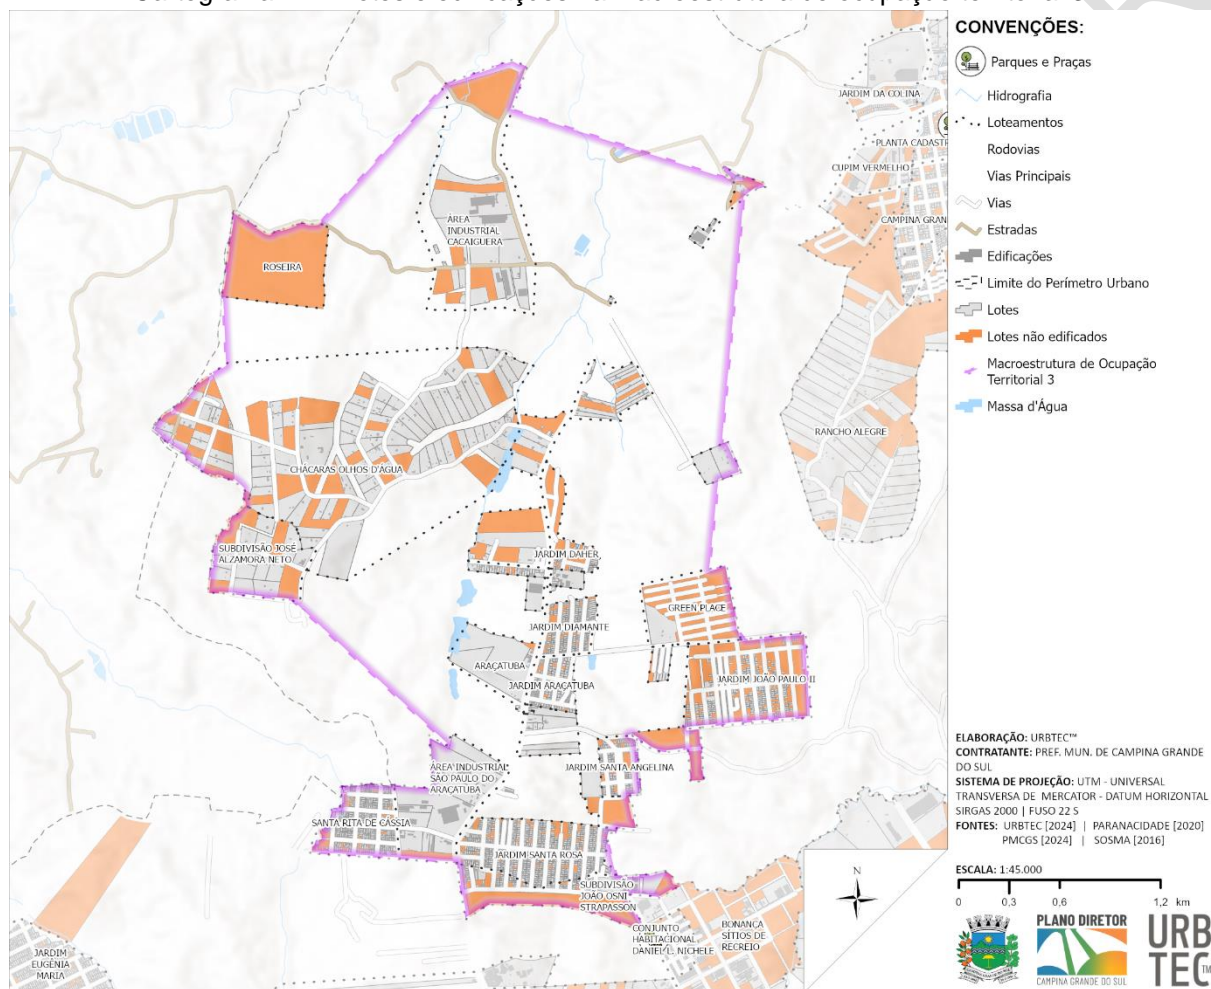 CONVENÇÕES:
Parques e Praças
Hidrografia
Loteamentos
Rodovias
Vias Principais
Vias
Estradas
Edificações
Limite do Perímetro Urbano
Lotes
Lotes não edificados
Macroestrutura de Ocupação
Territorial 3
Massa d'Água
JARDIM DA COLINA
PLANTA CADASTR
CUPIM VERMELHO
CAMPINA GRAN
ÁREA
INDUSTRIAL
CACAIGUERA
ROSEIRA
RANCHO ALEGRE
CHÁCARAS OLHOS D'ÁGUA
SUBDIVISÃO JOSÉ
ALZAMORA NETO
JARDIM DAHER
GREEN PLACE
JARDIM DIAMANTE
ARAÇATUBA
JARDIM ARAÇATUBA
JARDIM JOÃO PAULO II
ÁREA INDUSTRIAL
SÃO PAULO DO
ARAÇATUBA
JARDIM SANTA ANGELINA
SANTA RITA DE CÁSSIA
JARDIM SANTA ROSA
SUBDIVISÃO
JOÃO OSNI
STRAPASSON
CONJUNTO
HABITACIONAL
DANIEL L. NICHELE
BONANÇA
SÍTIOS DE
RECREIO
JARDIM
EUGÊNIA
MARIA
N
ELABORAÇÃO: URBTEC™
CONTRATANTE: PREF. MUN. DE CAMPINA GRANDE
DO SUL
SISTEMA DE PROJEÇÃO: UTM - UNIVERSAL
TRANSVERSA DE MERCATOR - DATUM HORIZONTAL
SIRGAS 2000 | FUSO 22 S
FONTES: URBTEC [2024] | PARANACIDADE [2020]
PMCGS [2024] | SOSMA [2016]
ESCALA: 1:45.000
0 0,3 0,6 1,2 km
PLANO DIRETOR
CAMPINA GRANDE DO SUL
URB
TEC™